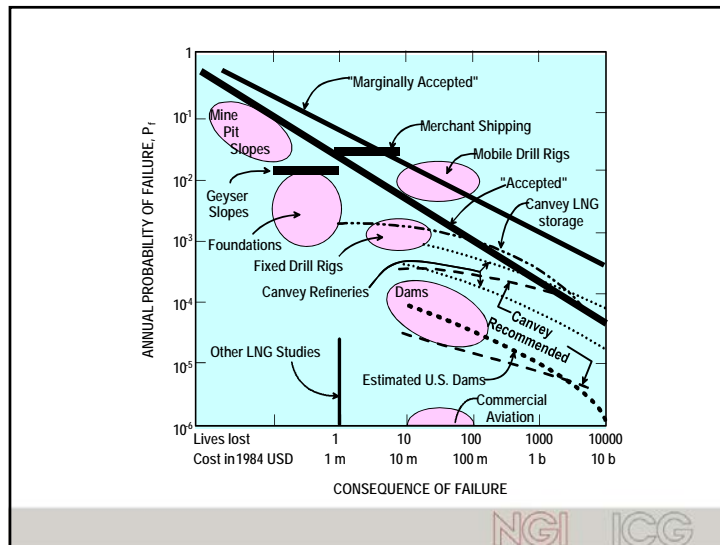 1
10-1
10-2
10-3
10-4
10-5
10-6
ANNUAL PROBABILITY OF FAILURE, Pf
"Marginally Accepted"
Mine
Pit
Slopes
Merchant Shipping
Mobile Drill Rigs
Geyser
Slopes
"Accepted"
Canvey LNG
storage
Foundations
Fixed Drill Rigs
Canvey Refineries
Dams
Canvey
Recommended
Other LNG Studies
Estimated U.S. Dams
Commercial
Aviation
Lives lost 1 10 100 1000 10000
Cost in 1984 USD 1 m 10 m 100 m 1 b 10 b
CONSEQUENCE OF FAILURE
NGI ICG